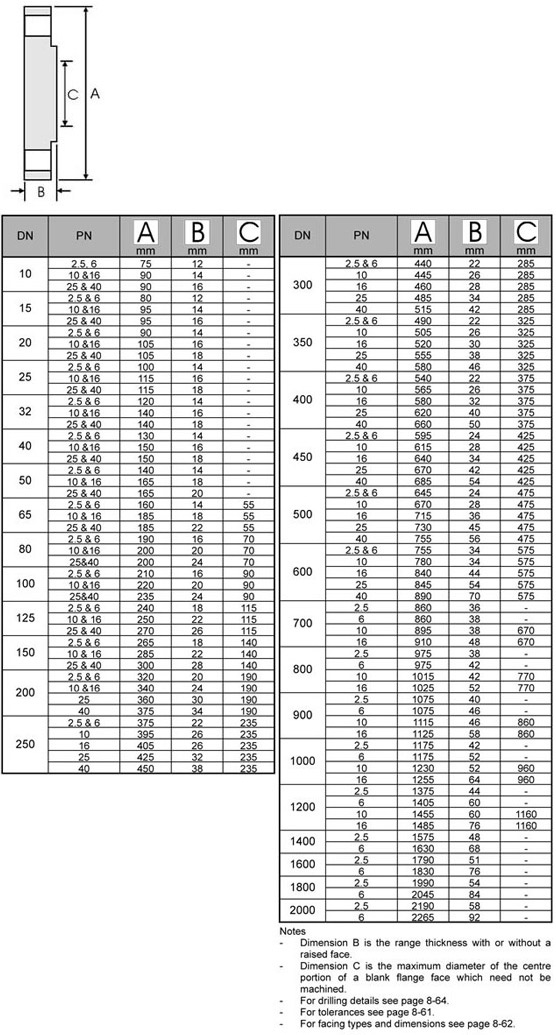 C A
B
DN PN A mm B mm C mm
10 2.5, 6 75 12 -
10 &16 90 14 -
25 & 40 90 16 -
15 2.5 & 6 80 12 -
10 &16 95 14 -
25 & 40 95 16 -
20 2.5 & 6 90 14 -
10 &16 105 16 -
25 & 40 105 18 -
25 2.5 & 6 100 14 -
10 &16 115 16 -
25 & 40 115 18 -
32 2.5 & 6 120 14 -
10 &16 140 16 -
25 & 40 140 18 -
40 2.5 & 6 130 14 -
10 &16 150 16 -
25 & 40 150 18 -
50 2.5 & 6 140 14 -
10 & 16 165 18 -
25 & 40 165 20 -
65 2.5 & 6 160 14 55
10 & 16 185 18 55
25 & 40 185 22 55
80 2.5 & 6 190 16 70
10 &16 200 20 70
25&40 200 24 70
100 2.5 & 6 210 16 90
10 &16 220 20 90
25&40 235 24 90
125 2.5 & 6 240 18 115
10 & 16 250 22 115
25 & 40 270 26 115
150 2.5 & 6 265 18 140
10 & 16 285 22 140
25 & 40 300 28 140
200 2.5 & 6 320 20 190
10 &16 340 24 190
25 360 30 190
40 375 34 190
250 2.5 & 6 375 22 235
10 395 26 235
16 405 26 235
25 425 32 235
40 450 38 235
DN PN A mm B mm C mm
300 2.5 & 6 440 22 285
10 445 26 285
16 460 28 285
25 485 34 285
40 515 42 285
350 2.5 & 6 490 22 325
10 505 26 325
16 520 30 325
25 555 38 325
40 580 46 325
400 2.5 & 6 540 22 375
10 565 26 375
16 580 32 375
25 620 40 375
40 660 50 375
450 2.5 & 6 595 24 425
10 615 28 425
16 640 34 425
25 670 42 425
40 685 54 425
500 2.5 & 6 645 24 475
10 670 28 475
16 715 36 475
25 730 45 475
40 755 56 475
600 2.5 & 6 755 34 575
10 780 34 575
16 840 44 575
25 845 54 575
40 890 70 575
700 2.5 860 36 -
6 860 38 -
10 895 38 670
16 910 48 670
800 2.5 975 38 -
6 975 42 -
10 1015 42 770
16 1025 52 770
900 2.5 1075 40 -
6 1075 46 -
10 1115 46 860
16 1125 58 860
1000 2.5 1175 42 -
6 1175 52 -
10 1230 52 960
16 1255 64 960
1200 2.5 1375 44 -
6 1405 60 -
10 1455 60 1160
16 1485 76 1160
1400 2.5 1575 48 -
6 1630 68 -
1600 2.5 1790 51 -
6 1830 76 -
1800 2.5 1990 54 -
6 2045 84 -
2000 2.5 2190 58 -
6 2265 92 -
Notes
- Dimension B is the range thickness with or without a
raised face.
- Dimension C is the maximum diameter of the centre
portion of a blank flange face which need not be
machined.
- For drilling details see page 8-64.
- For tolerances see page 8-61.
- For facing types and dimensions see page 8-62.